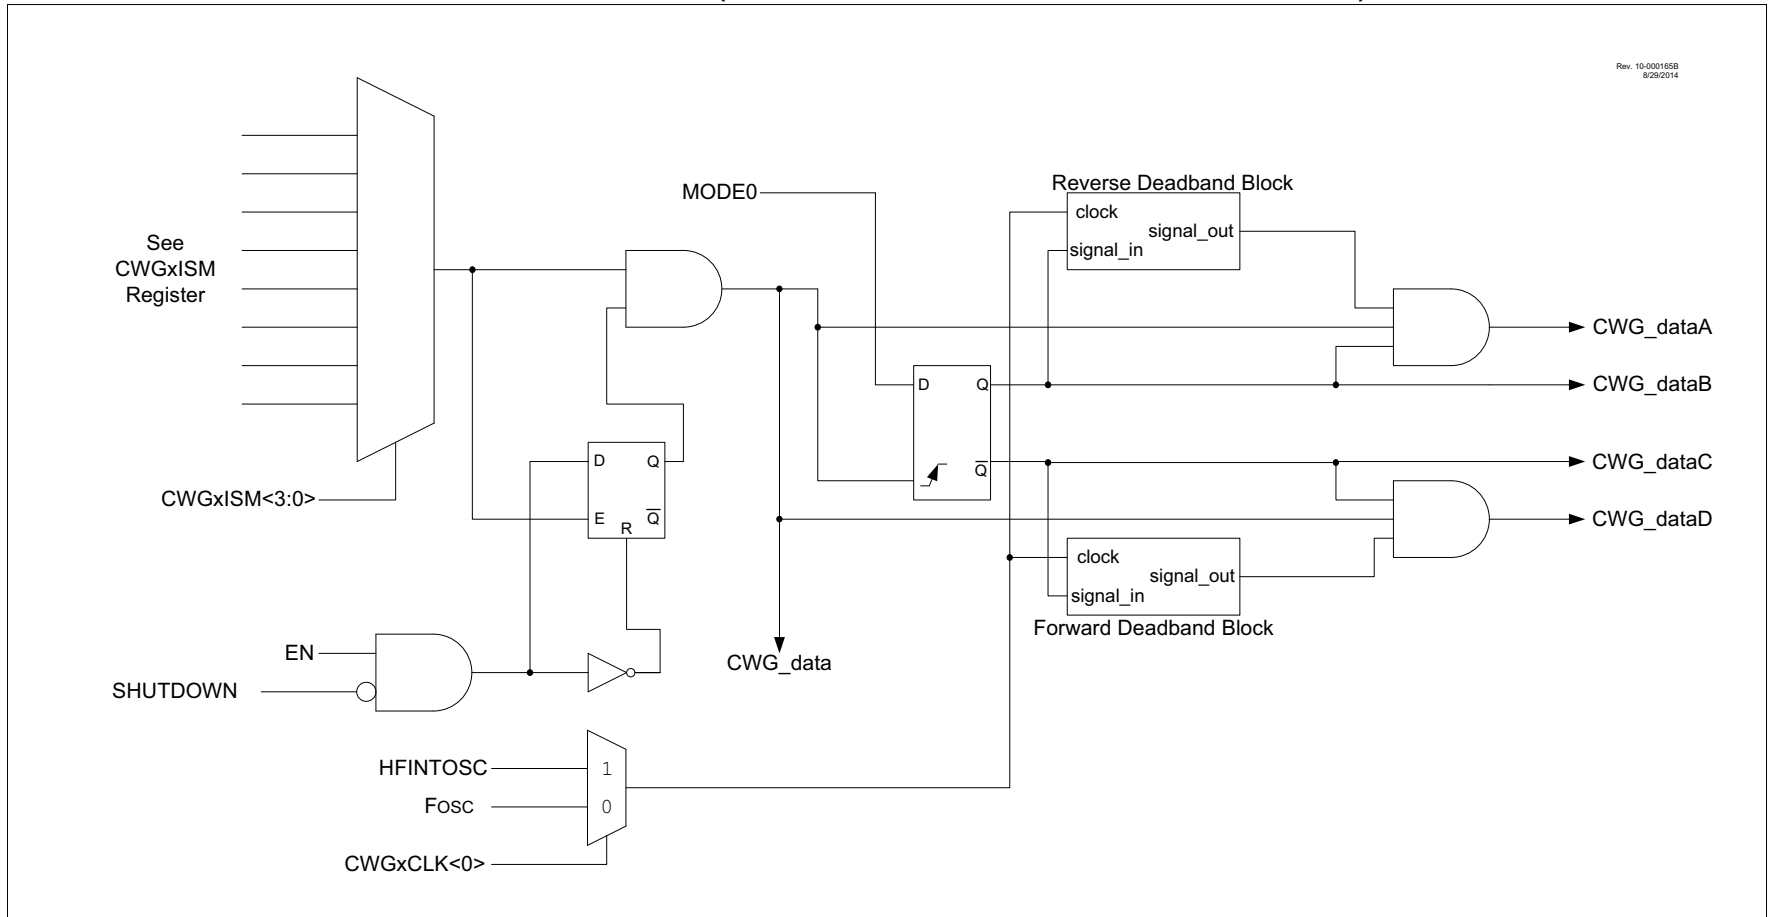 Rev. 10-000165B
8/29/2014
See
CWGxISM
Register
CWGxISM<3:0>
MODE0
D
Q
Q̅
D
Q
E
Q̅
R
EN
SHUTDOWN
HFINTOSC
1
FOSC
0
CWGxCLK<0>
CWG_data
Reverse Deadband Block
clock
signal_out
signal_in
clock
signal_out
signal_in
Forward Deadband Block
CWG_dataA
CWG_dataB
CWG_dataC
CWG_dataD